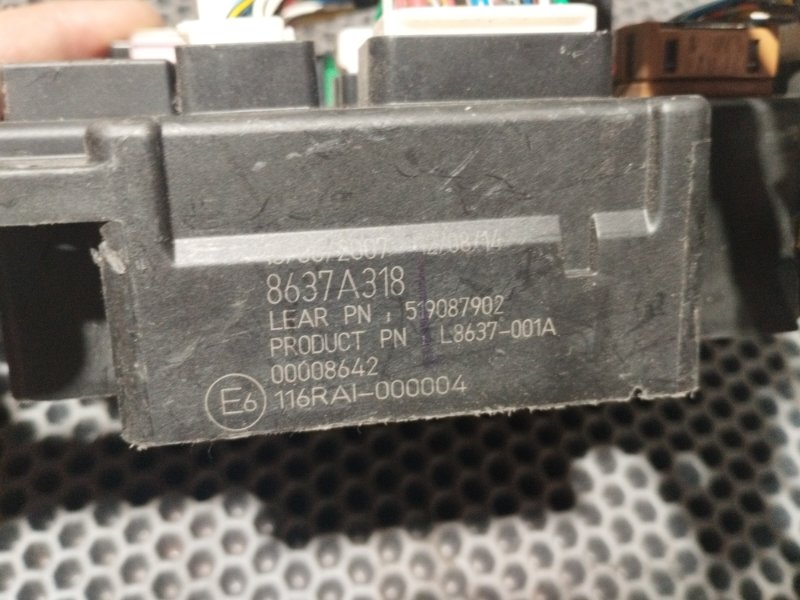 8637A318
LEAR PN : 519087902
PRODUCT PN L8637-001A
00008642
E6 116RAI-000004